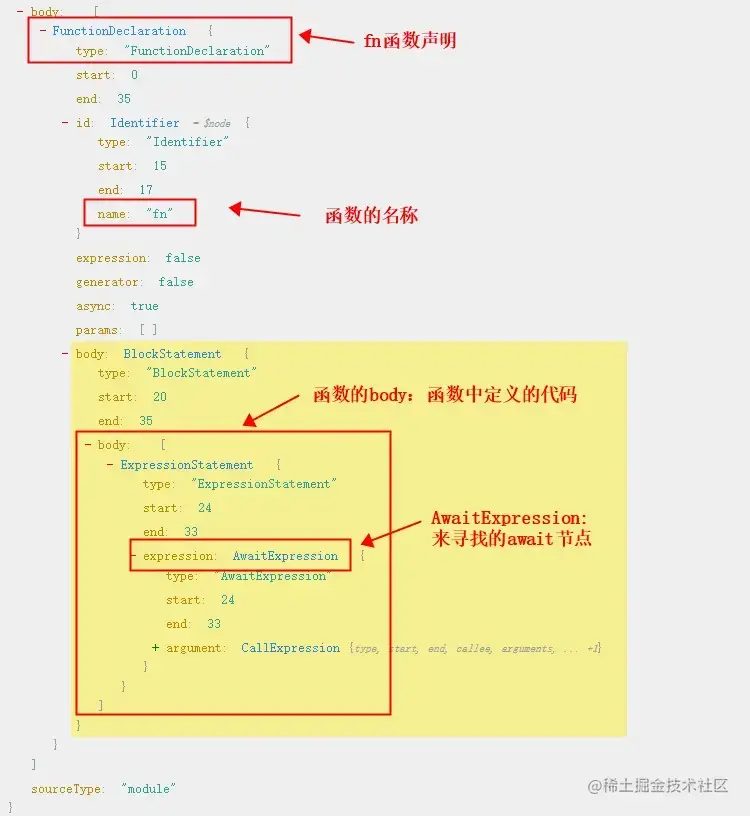 - body: [
- FunctionDeclaration {
type: "FunctionDeclaration"
fn函数声明
start: 0
end: 35
- id: Identifier - $node {
type: "Identifier"
start: 15
end: 17
name: "fn"
函数的名称
}
expression: false
generator: false
async: true
params: [ ]
- body: BlockStatement {
type: "BlockStatement"
start: 20
函数的body：函数中定义的代码
end: 35
- body: [
- ExpressionStatement {
type: "ExpressionStatement"
start: 24
end: 33
AwaitExpression:
来寻找的await节点
- expression: AwaitExpression {
type: "AwaitExpression"
start: 24
end: 33
+ argument: CallExpression {type, start, end, callee, arguments, ... +1}
}
}
]
}
}
]
sourceType: "module"
}
@稀土掘金技术社区